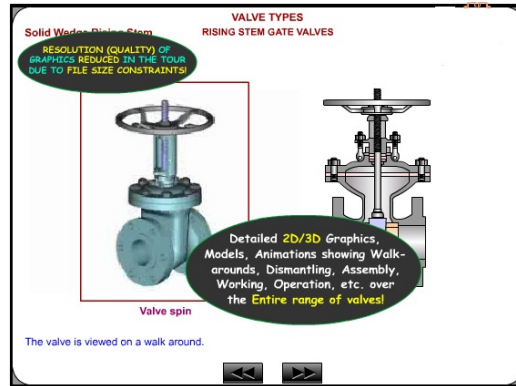 VALVE TYPES
Solid Wedge Rising Stem
RISING STEM GATE VALVES
RESOLUTION (QUALITY) OF
GRAPHICS REDUCED IN THE TOUR
DUE TO FILE SIZE CONSTRAINTS!
Detailed 2D/3D Graphics,
Models, Animations showing Walk-
arounds, Dismantling, Assembly,
Working, Operation, etc. over
the Entire range of valves!
Valve spin
The valve is viewed on a walk around.